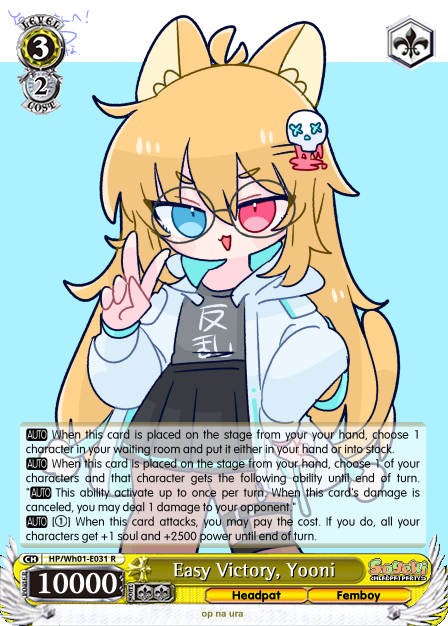 LEVEL
3
2
COST
反
乱
AUTO When this card is placed on the stage from your your hand, choose 1
character in your waiting room and put it either in your hand or into stock.
AUTO When this card is placed on the stage from your hand, choose 1 of your
characters and that character gets the following ability until end of turn.
"AUTO This ability activate up to once per turn. When this card's damage is
canceled, you may deal 1 damage to your opponent."
AUTO [①] When this card attacks, you may pay the cost. If you do, all your
characters get +1 soul and +2500 power until end of turn.
CH HP/Wh01-E031 R
POWER
10000
SOUL
Easy Victory, Yooni
Headpat Femboy
op na ura